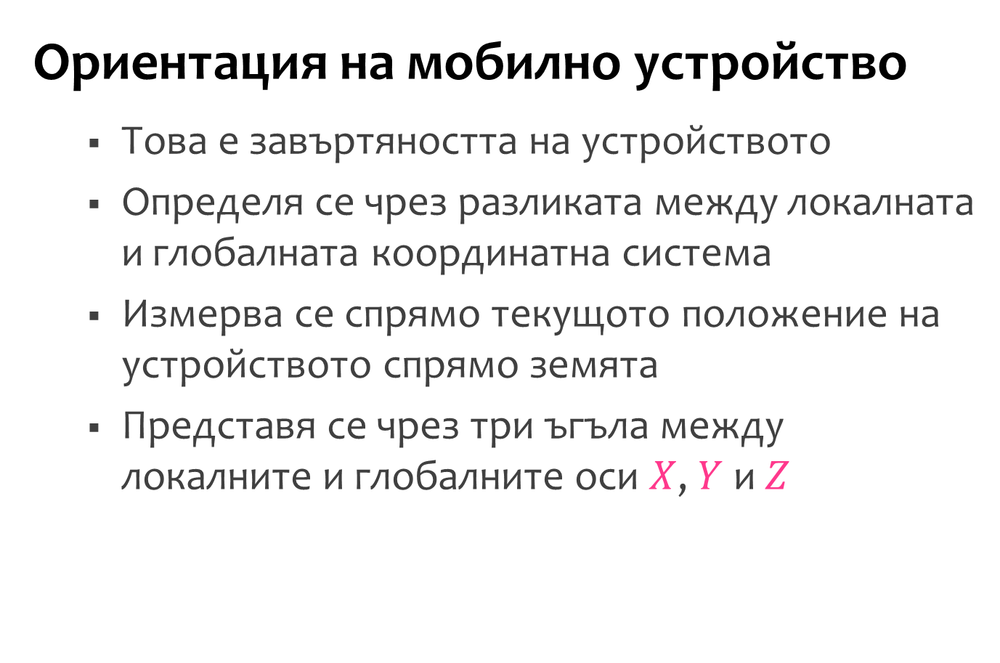 Ориентация на мобилно устройство
▪ Това е завъртяността на устройството
▪ Определя се чрез разликата между локалната
и глобалната координатна система
▪ Измерва се спрямо текущото положение на
устройството спрямо земята
▪ Представя се чрез три ъгъла между
локалните и глобалните оси X, Y и Z